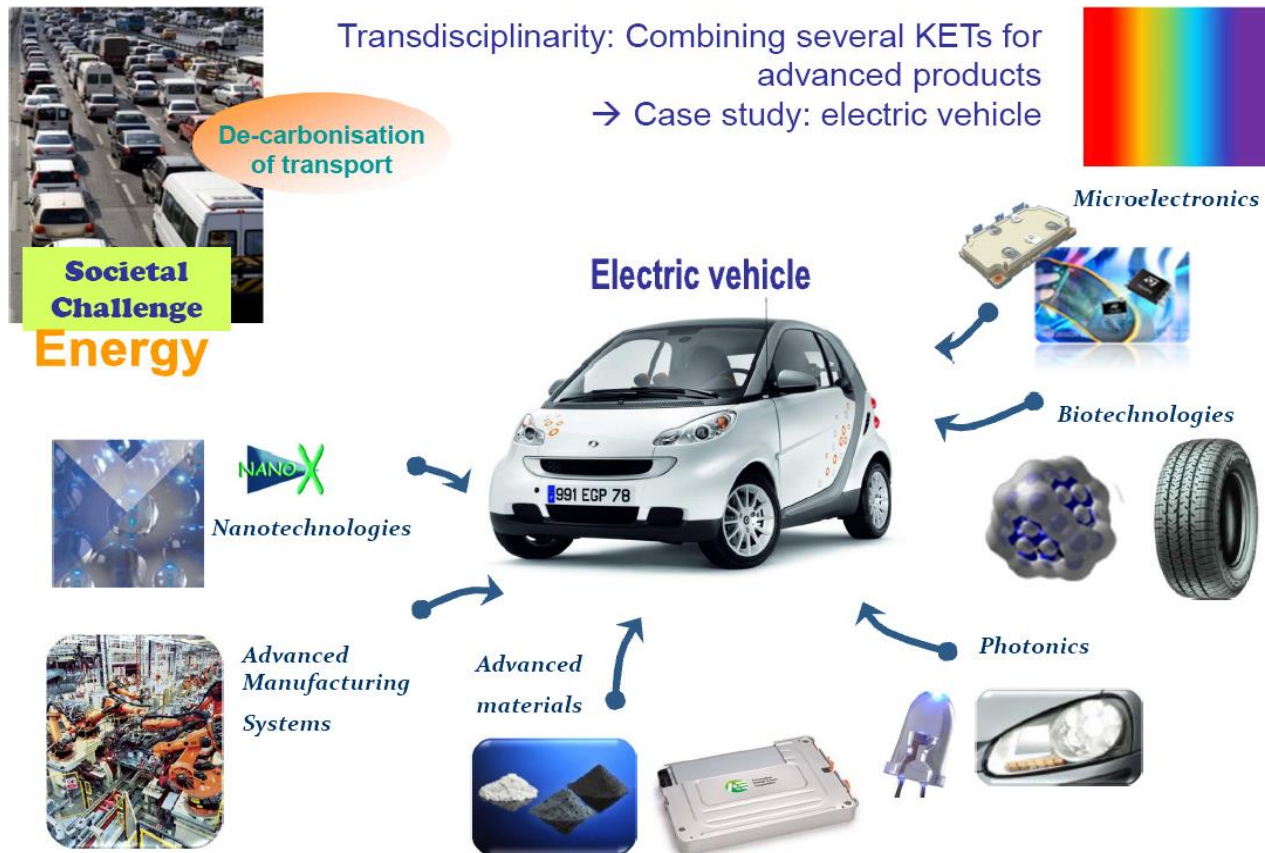 Transdisciplinarity: Combining several KETs for
advanced products
→ Case study: electric vehicle
De-carbonisation
of transport
Societal
Challenge
Energy
Electric vehicle
Microelectronics
Biotechnologies
NANO X
Nanotechnologies
991 EGP 78
Advanced
Manufacturing
Systems
Advanced
materials
Photonics